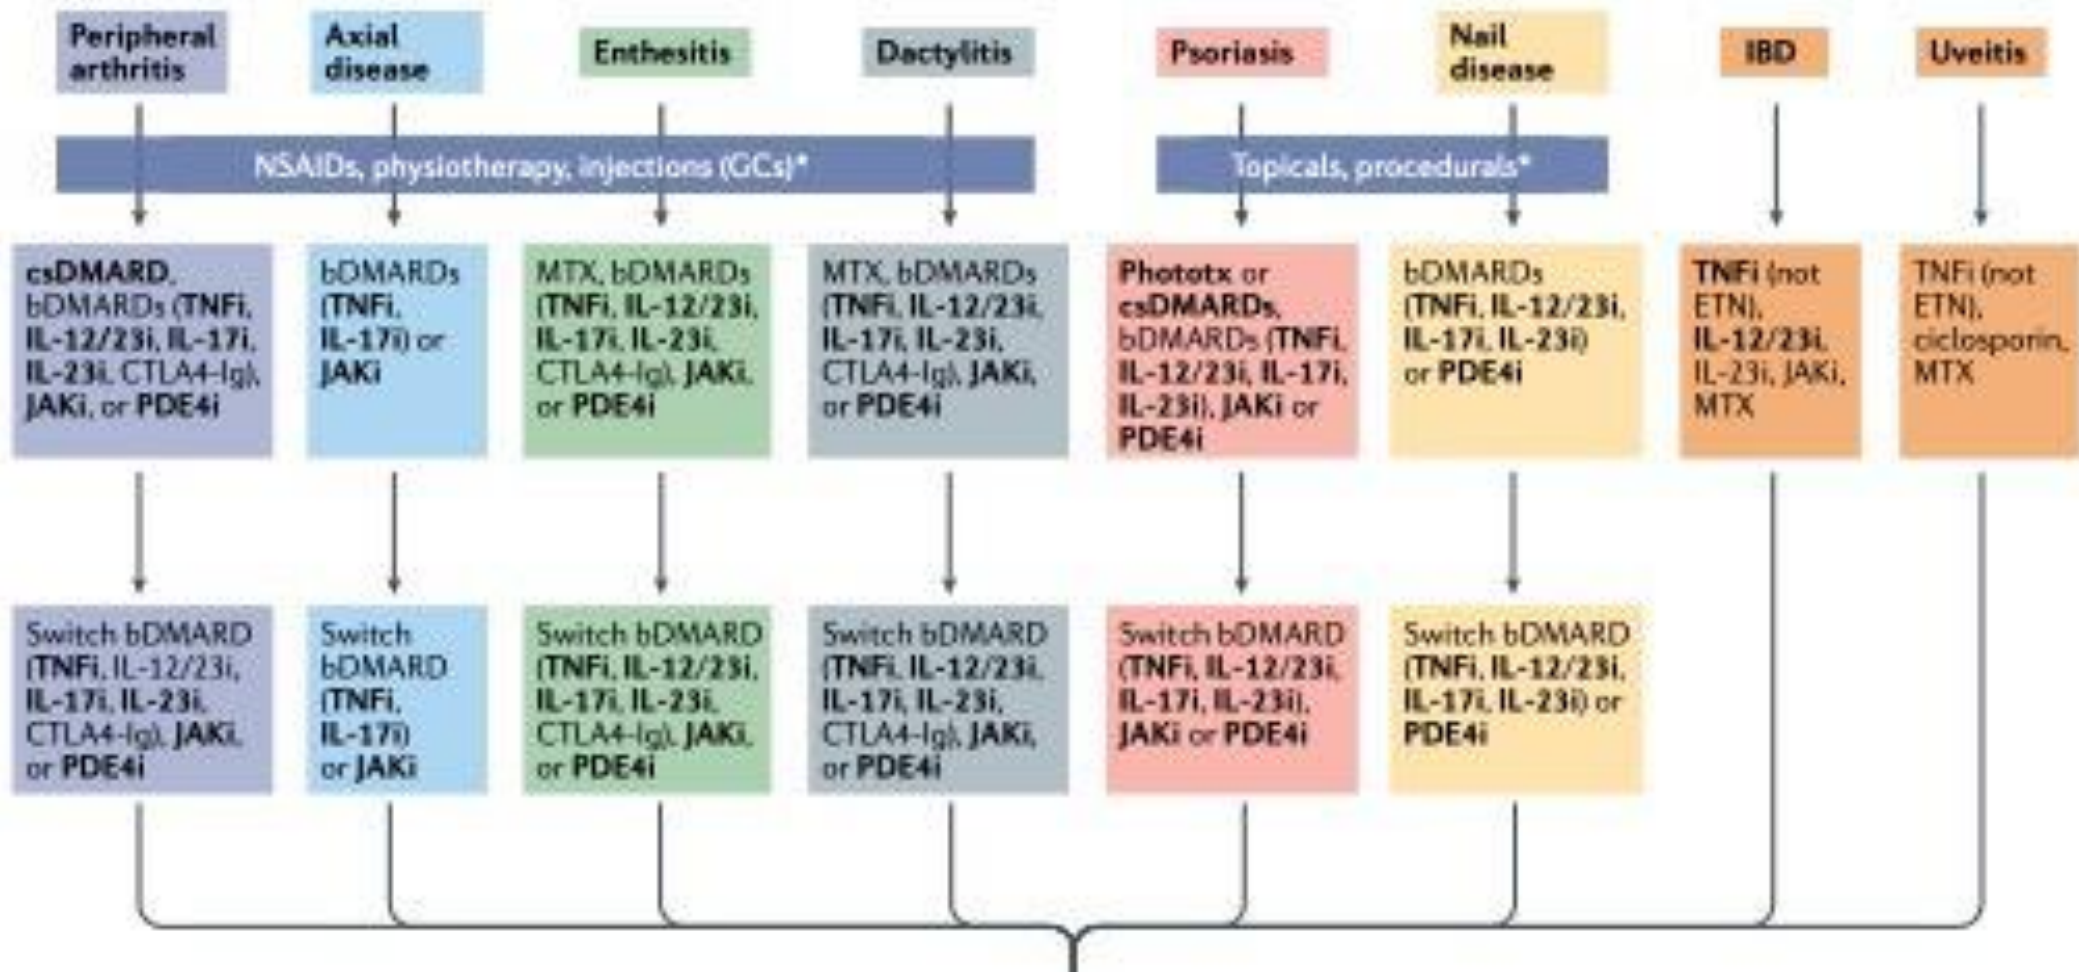 Peripheral
arthritis
Axial
disease
Enthesitis
Dactylitis
Psoriasis
Nail
disease
IBD
Uveitis
NSAIDs, physiotherapy, injections (GCs)*
Topicals, procedurals*
csDMARD,
bDMARDs (TNFi,
IL-12/23i, IL-17i,
IL-23i, CTLA4-Ig),
JAKi, or PDE4i
bDMARDs
(TNFi,
IL-17i) or
JAKi
MTX, bDMARDs
(TNFi, IL-12/23i,
IL-17i, IL-23i,
CTLA4-Ig), JAKi,
or PDE4i
MTX, bDMARDs
(TNFi, IL-12/23i,
IL-17i, IL-23i,
CTLA4-Ig), JAKi,
or PDE4i
Phototx or
csDMARDs,
bDMARDs (TNFi,
IL-12/23i, IL-17i,
IL-23i), JAKi or
PDE4i
bDMARDs
(TNFi, IL-12/23i,
IL-17i, IL-23i)
or PDE4i
TNFi (not
ETN),
IL-12/23i,
IL-23i, JAKi,
MTX
TNFi (not
ETN),
ciclosporin,
MTX
Switch bDMARD
(TNFi, IL-12/23i,
IL-17i, IL-23i,
CTLA4-Ig), JAKi,
or PDE4i
Switch
bDMARD
(TNFi,
IL-17i)
or JAKi
Switch bDMARD
(TNFi, IL-12/23i,
IL-17i, IL-23i,
CTLA4-Ig), JAKi,
or PDE4i
Switch bDMARD
(TNFi, IL-12/23i,
IL-17i, IL-23i,
CTLA4-Ig), JAKi,
or PDE4i
Switch bDMARD
(TNFi, IL-12/23i,
IL-17i, IL-23i),
JAKi or PDE4i
Switch bDMARD
(TNFi, IL-12/23i,
IL-17i, IL-23i) or
PDE4i